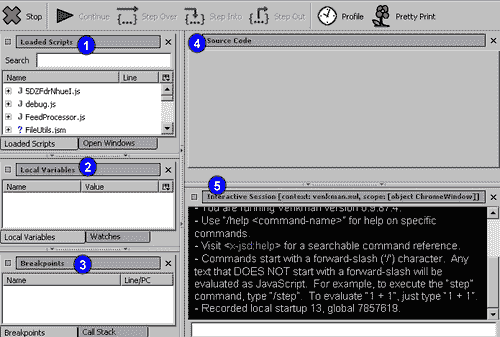 Stop
Continue
Step Over
Step Into
Step Out
Profile
Pretty Print
Loaded Scripts
1
Search
Name
Line
J SDZFdrNhueI.js
J debug.js
J FeedProcessor.js
? FileUtils.jsm
Loaded Scripts
Open Windows
2
Local Variables
Name
Value
Local Variables
Watches
3
Breakpoints
Name
Line/PC
Breakpoints
Call Stack
4
Source Code
5
Interactive Session [context: venkman.xul, scope: [object ChromeWindow]]
- You are running Venkman version 0.9.87.4.
- Use "/help <command-name>" for help on specific
commands.
- Visit <x-jsd:help> for a searchable command reference.
- Commands start with a forward-slash ('/') character. Any
text that DOES NOT start with a forward-slash will be
evaluated as JavaScript. For example, to execute the "step"
command, type "/step". To evaluate "1 + 1", just type "1 + 1".
- Recorded local startup 13, global 7857619.